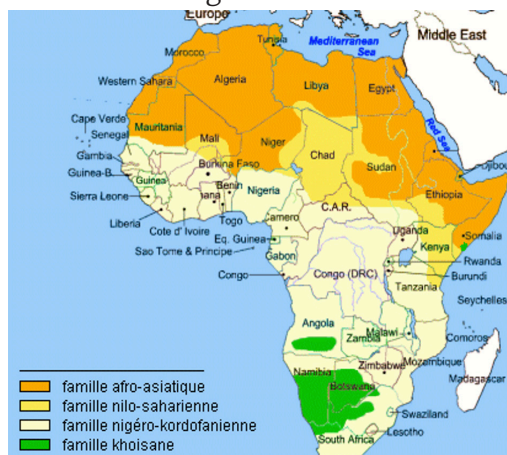 Europe
Middle East
Tunisia
Mediterranean
Sea
Morocco
Algeria
Libya
Egypt
Western Sahara
Red Sea
Cape Verde
Mauritania
Mali
Niger
Senegal
Chad
Sudan
Gambia
Burkina Faso
Djibou
Guinea-B
Guinea
Benin
Nigeria
Ethiopia
Sierra Leone
hana
C.A.R.
Liberia
Togo
Camero
Cote d' Ivoire
Uganda
Somalia
Eq. Guinea
Kenya
Sao Tome & Principe
Gabon
Rwanda
Congo
Congo (DRC)
Burundi
Tanzania
Seychelles
Angola
Malawi
Comoros
Zambia
Mozambique
Zimbabwe
Namibia
Madagascar
Botswana
famille afro-asiatique
famille nilo-saharienne
Swaziland
famille nigéro-kordofanienne
Lesotho
famille khoisane
South Africa